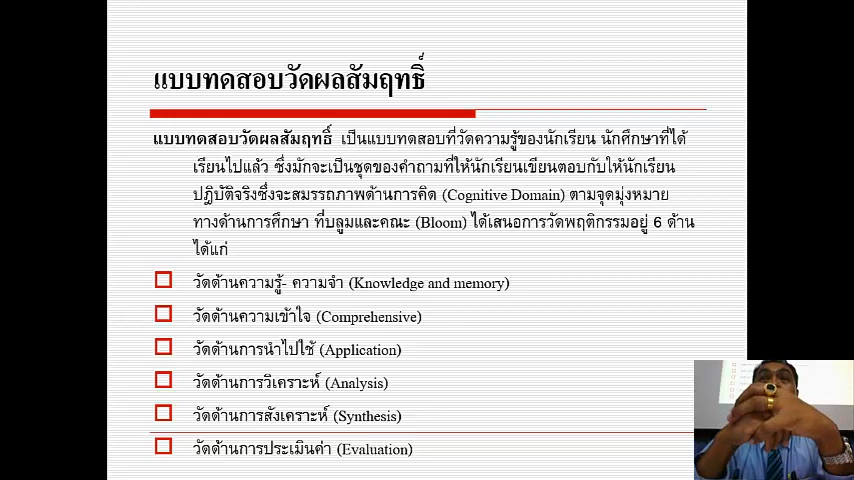 แบบทดสอบวัดผลสัมฤทธิ์
แบบทดสอบวัดผลสัมฤทธิ์ เป็นแบบทดสอบที่วัดความรู้ของนักเรียน นักศึกษาที่ได้
เรียนไปแล้ว ซึ่งมักจะเป็นชุดของคำถามที่ให้นักเรียนเขียนตอบกับให้นักเรียน
ปฏิบัติจริงซึ่งจะสมรรถภาพด้านการคิด (Cognitive Domain) ตามจุดมุ่งหมาย
ทางด้านการศึกษา ที่บลูมและคณะ (Bloom) ได้เสนอการวัดพฤติกรรมอยู่ 6 ด้าน
ได้แก่
วัดด้านความรู้- ความจำ (Knowledge and memory)
วัดด้านความเข้าใจ (Comprehensive)
วัดด้านการนำไปใช้ (Application)
วัดด้านการวิเคราะห์ (Analysis)
วัดด้านการสังเคราะห์ (Synthesis)
วัดด้านการประเมินค่า (Evaluation)